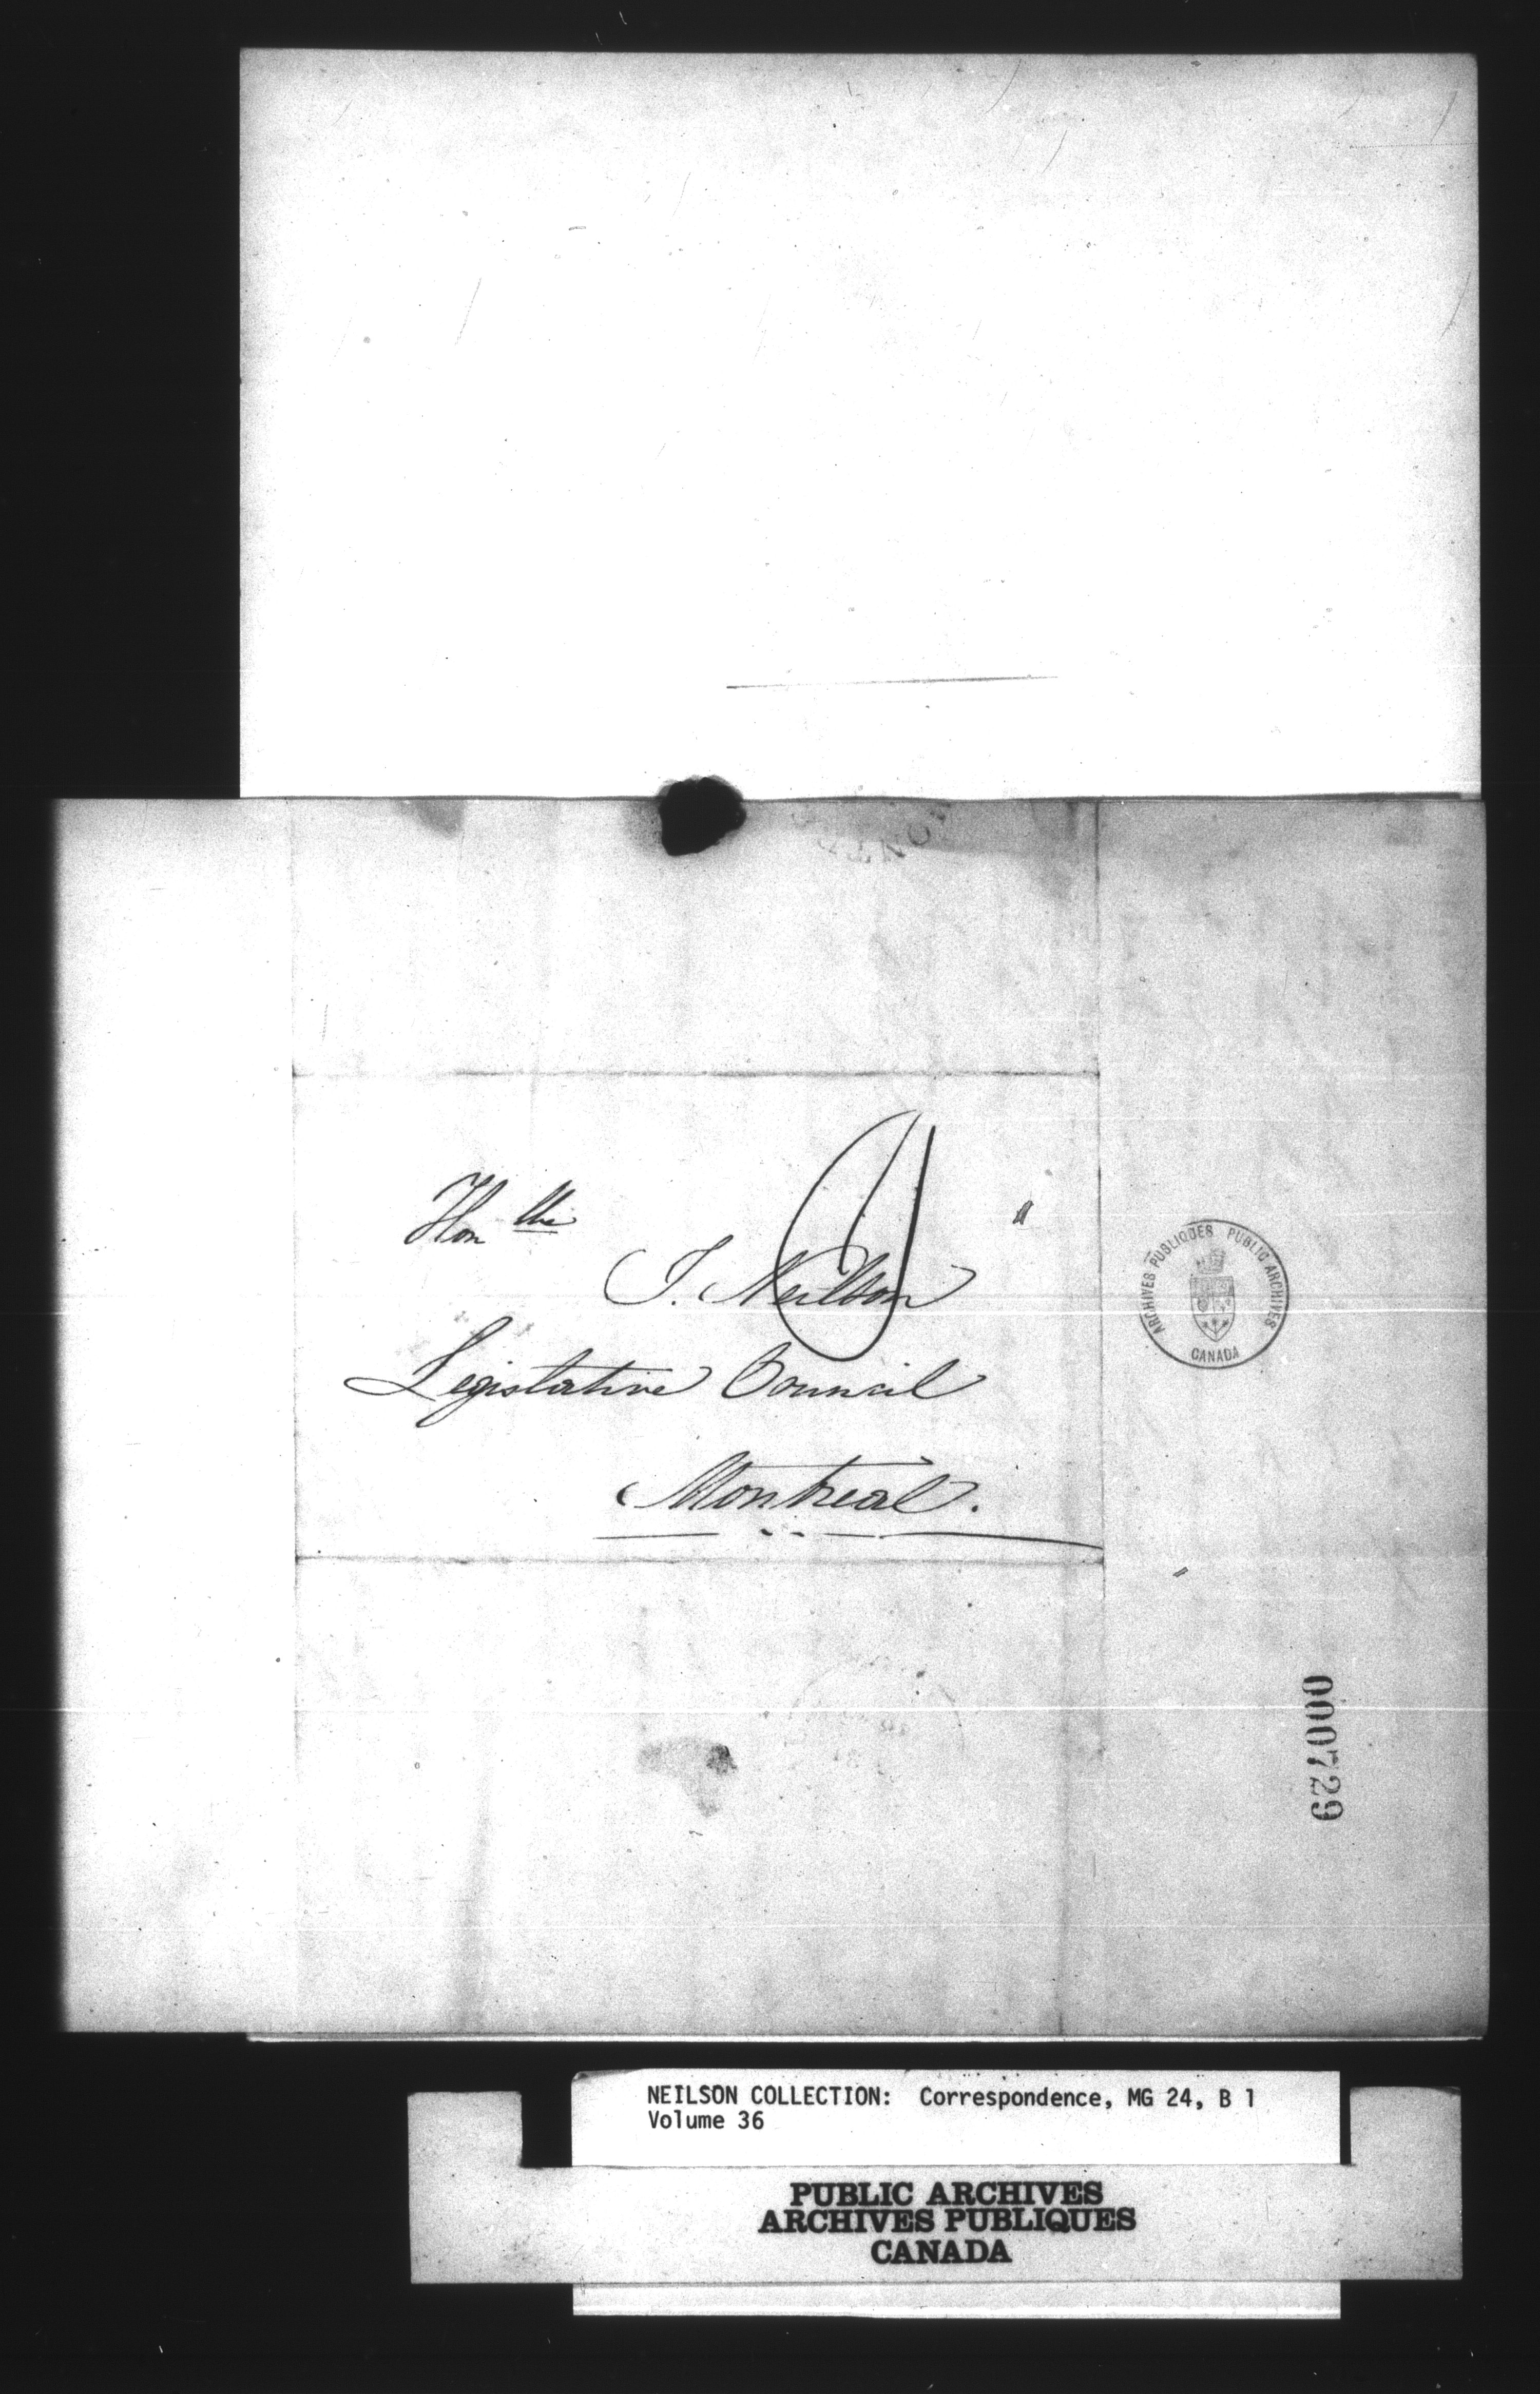 Hon ble
J. Neilson
Legislative Council
Montreal.
ARCHIVES PUBLIQUES PUBLIC ARCHIVES
CANADA
000729
NEILSON COLLECTION: Correspondence, MG 24, B 1
Volume 36
PUBLIC ARCHIVES
ARCHIVES PUBLIQUES
CANADA